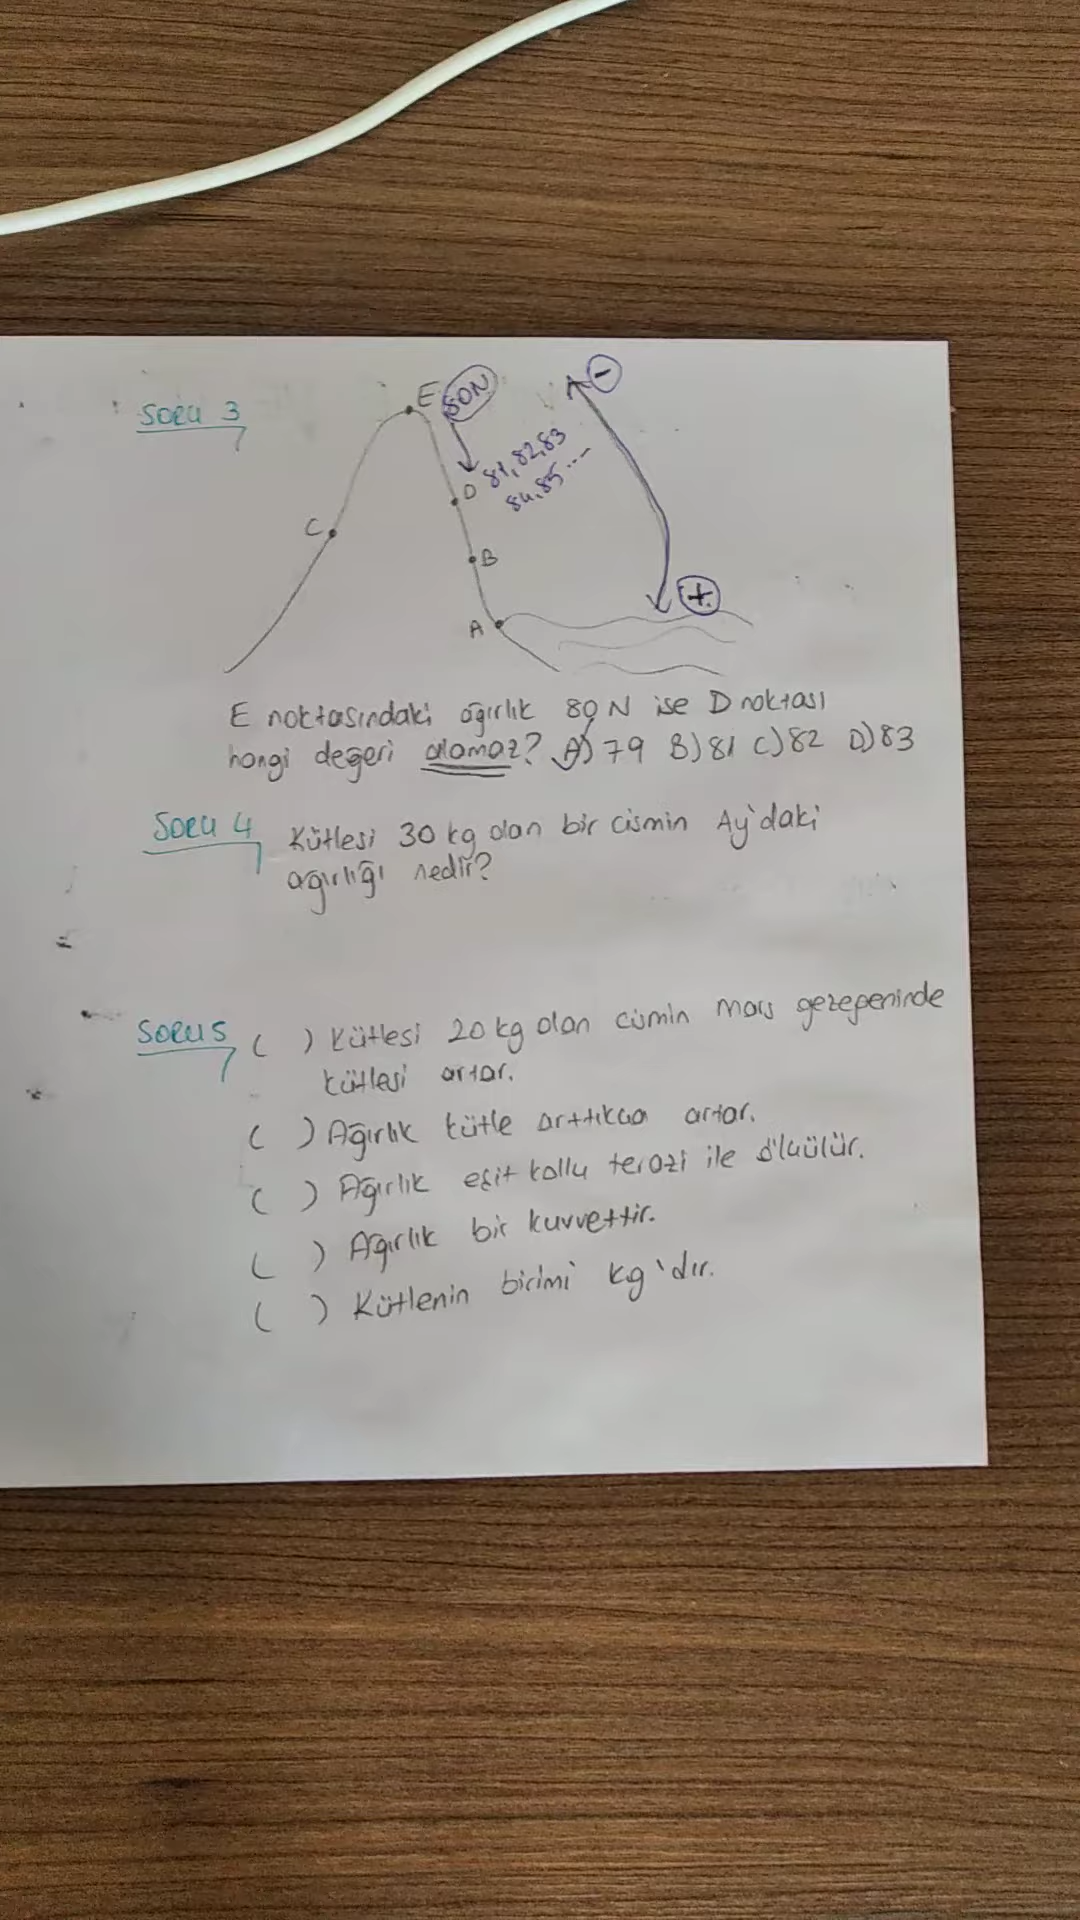 SORU 3
E 80N
-
81, 82, 83
84, 85...
D
C
B
+
A
E noktasındaki ağırlık 80 N ise D noktası
hangi değeri alamaz? A) 79 B) 81 C) 82 D) 83
SORU 4 Kütlesi 30 kg olan bir cismin Ay'daki
ağırlığı nedir?
SORU 5 ( ) Kütlesi 20 kg olan cismin Mars gezegeninde
kütlesi artar.
( ) Ağırlık kütle arttıkça artar.
( ) Ağırlık eşit kollu terazi ile ölçülür.
( ) Ağırlık bir kuvvettir.
( ) Kütlenin birimi kg'dır.